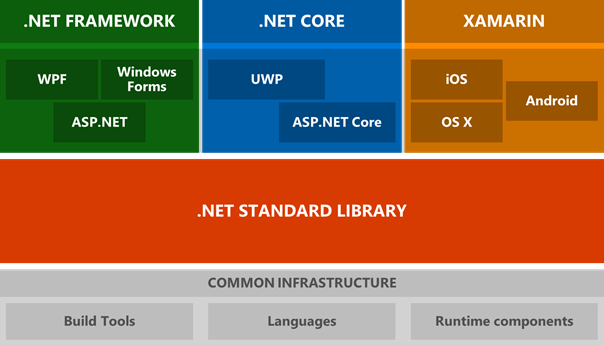 .NET FRAMEWORK
.NET CORE
XAMARIN
WPF
Windows
Forms
ASP.NET
UWP
ASP.NET Core
iOS
Android
OS X
.NET STANDARD LIBRARY
COMMON INFRASTRUCTURE
Build Tools
Languages
Runtime components